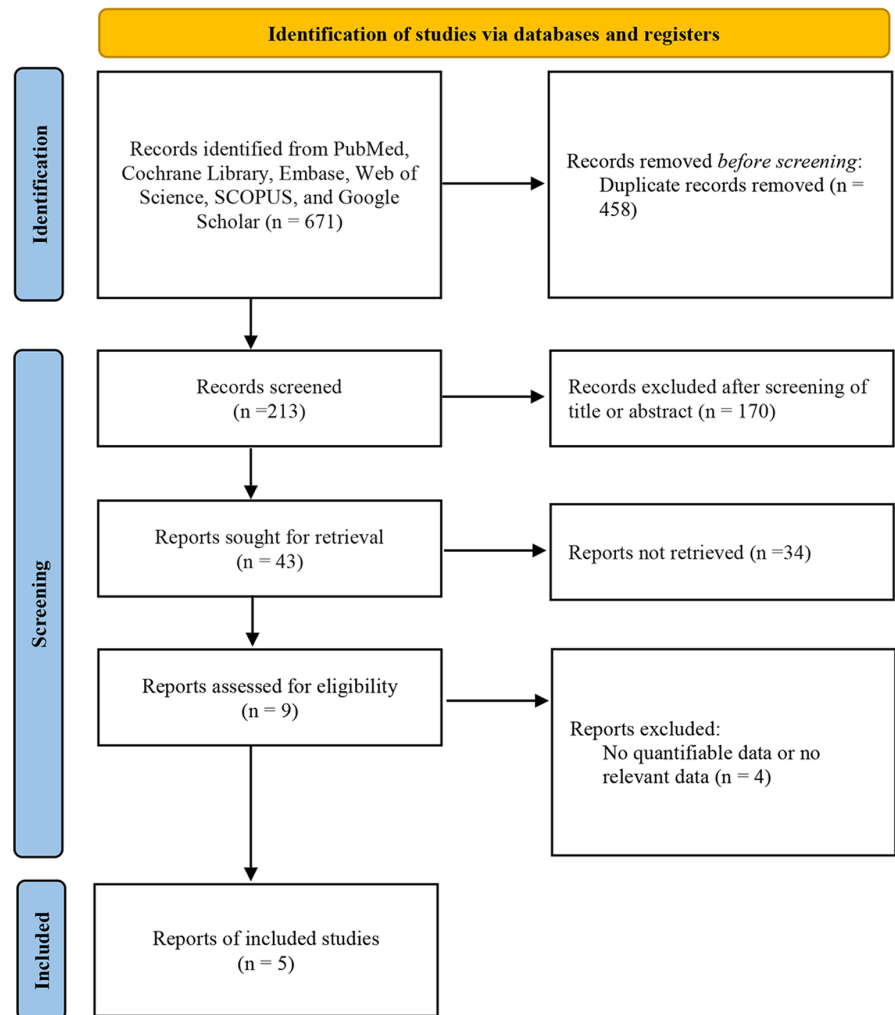 Identification of studies via databases and registers
Identification
Records identified from PubMed,
Cochrane Library, Embase, Web of
Science, SCOPUS, and Google
Scholar (n = 671)
Records removed before screening:
Duplicate records removed (n =
458)
Screening
Records screened
(n =213)
Records excluded after screening of
title or abstract (n = 170)
Reports sought for retrieval
(n = 43)
Reports not retrieved (n =34)
Reports assessed for eligibility
(n = 9)
Reports excluded:
No quantifiable data or no
relevant data (n = 4)
Included
Reports of included studies
(n = 5)